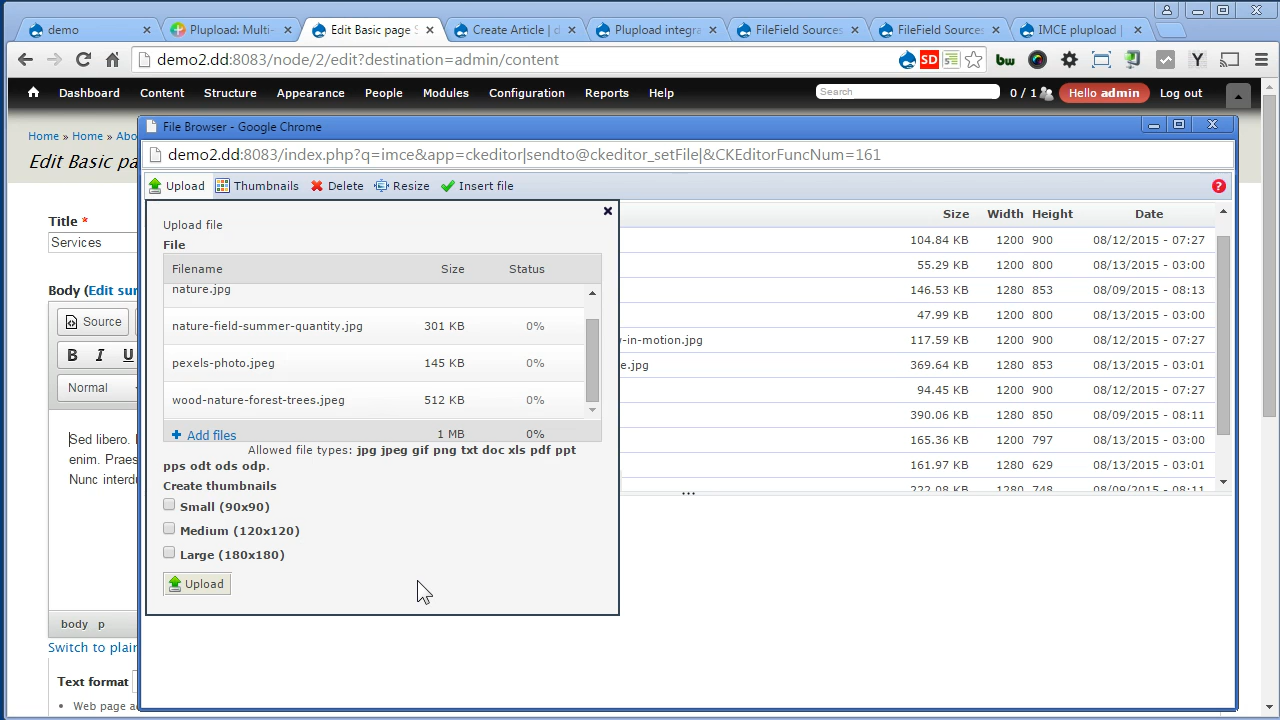 demo
Plupload: Multi-
Edit Basic page S
Create Article | d
Plupload integra
FileField Sources
FileField Sources
IMCE plupload |
demo2.dd:8083/node/2/edit?destination=admin/content
SD
bw
Y
Dashboard Content Structure Appearance People Modules Configuration Reports Help
Search
0 / 1
Hello admin
Log out
Home » Home » Abo
Edit Basic pa
File Browser - Google Chrome
demo2.dd:8083/index.php?q=imce&app=ckeditor|sendto@ckeditor_setFile|&CKEditorFuncNum=161
Upload Thumbnails Delete Resize Insert file
?
Size Width Height Date
104.84 KB 1200 900 08/12/2015 - 07:27
55.29 KB 1200 800 08/13/2015 - 03:00
146.53 KB 1280 853 08/09/2015 - 08:13
47.99 KB 1200 800 08/13/2015 - 03:00
-in-motion.jpg 117.59 KB 1200 900 08/12/2015 - 07:27
e.jpg 369.64 KB 1280 853 08/13/2015 - 03:01
94.45 KB 1200 900 08/12/2015 - 07:27
390.06 KB 1280 850 08/09/2015 - 08:11
165.36 KB 1200 797 08/13/2015 - 03:00
161.97 KB 1280 629 08/13/2015 - 03:01
222.08 KB 1280 748 08/09/2015 - 08:11
Upload file
File
Filename Size Status
nature.jpg
nature-field-summer-quantity.jpg 301 KB 0%
pexels-photo.jpeg 145 KB 0%
wood-nature-forest-trees.jpeg 512 KB 0%
Add files 1 MB 0%
Allowed file types: jpg jpeg gif png txt doc xls pdf ppt
pps odt ods odp.
Create thumbnails
Small (90x90)
Medium (120x120)
Large (180x180)
Upload
Title *
Services
Body (Edit sur
Source
B I U
Normal
Sed libero.
enim. Praes
Nunc interdu
body p
Switch to plain
Text format
Web page ad